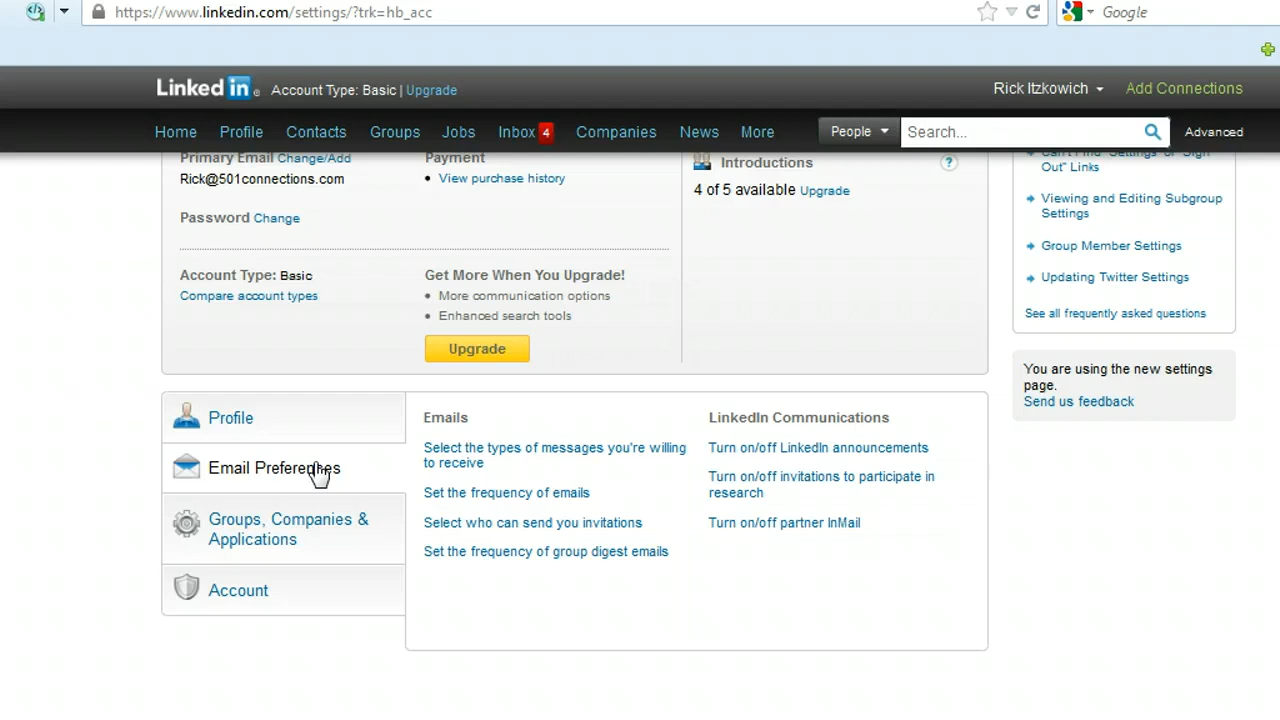 https://www.linkedin.com/settings/?trk=hb_acc
Google
Linked in ® Account Type: Basic | Upgrade
Rick Itzkowich
Add Connections
Home Profile Contacts Groups Jobs Inbox 4 Companies News More
People
Search...
Advanced
Primary Email Change/Add
Rick@501connections.com
Password Change
Payment
• View purchase history
Introductions
?
4 of 5 available Upgrade
Account Type: Basic
Compare account types
Get More When You Upgrade!
• More communication options
• Enhanced search tools
Upgrade
Can't Find "Settings" or "Sign
Out" Links
Viewing and Editing Subgroup
Settings
Group Member Settings
Updating Twitter Settings
See all frequently asked questions
You are using the new settings
page.
Send us feedback
Profile
Email Preferences
Groups, Companies &
Applications
Account
Emails
Select the types of messages you're willing
to receive
Set the frequency of emails
Select who can send you invitations
Set the frequency of group digest emails
LinkedIn Communications
Turn on/off LinkedIn announcements
Turn on/off invitations to participate in
research
Turn on/off partner InMail